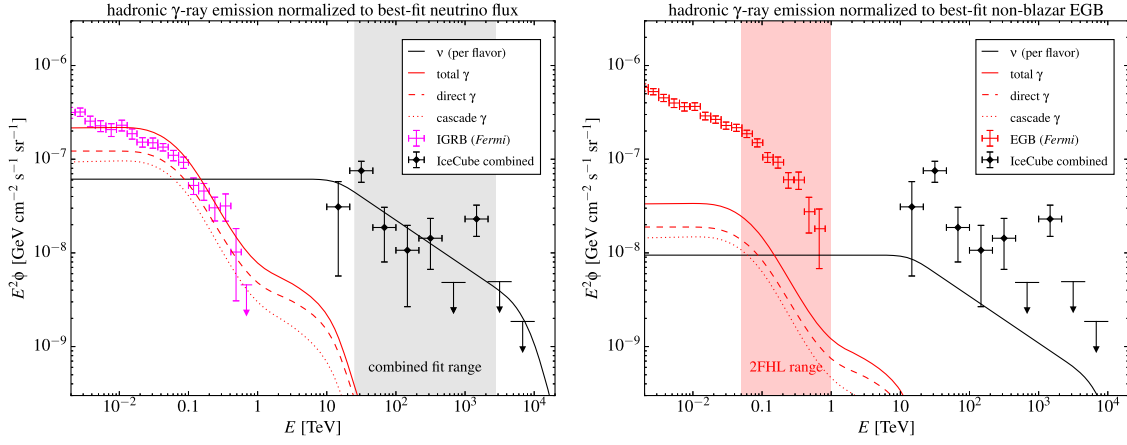 hadronic γ-ray emission normalized to best-fit neutrino flux
10⁻⁶
10⁻⁷
10⁻⁸
10⁻⁹
E²ϕ [GeV cm⁻² s⁻¹ sr⁻¹]
ν (per flavor)
total γ
direct γ
cascade γ
IGRB (Fermi)
IceCube combined
combined fit range
10⁻² 0.1 1 10 10² 10³ 10⁴
E [TeV]
hadronic γ-ray emission normalized to best-fit non-blazar EGB
10⁻⁶
10⁻⁷
10⁻⁸
10⁻⁹
E²ϕ [GeV cm⁻² s⁻¹ sr⁻¹]
ν (per flavor)
total γ
direct γ
cascade γ
EGB (Fermi)
IceCube combined
2FHL range
10⁻² 0.1 1 10 10² 10³ 10⁴
E [TeV]